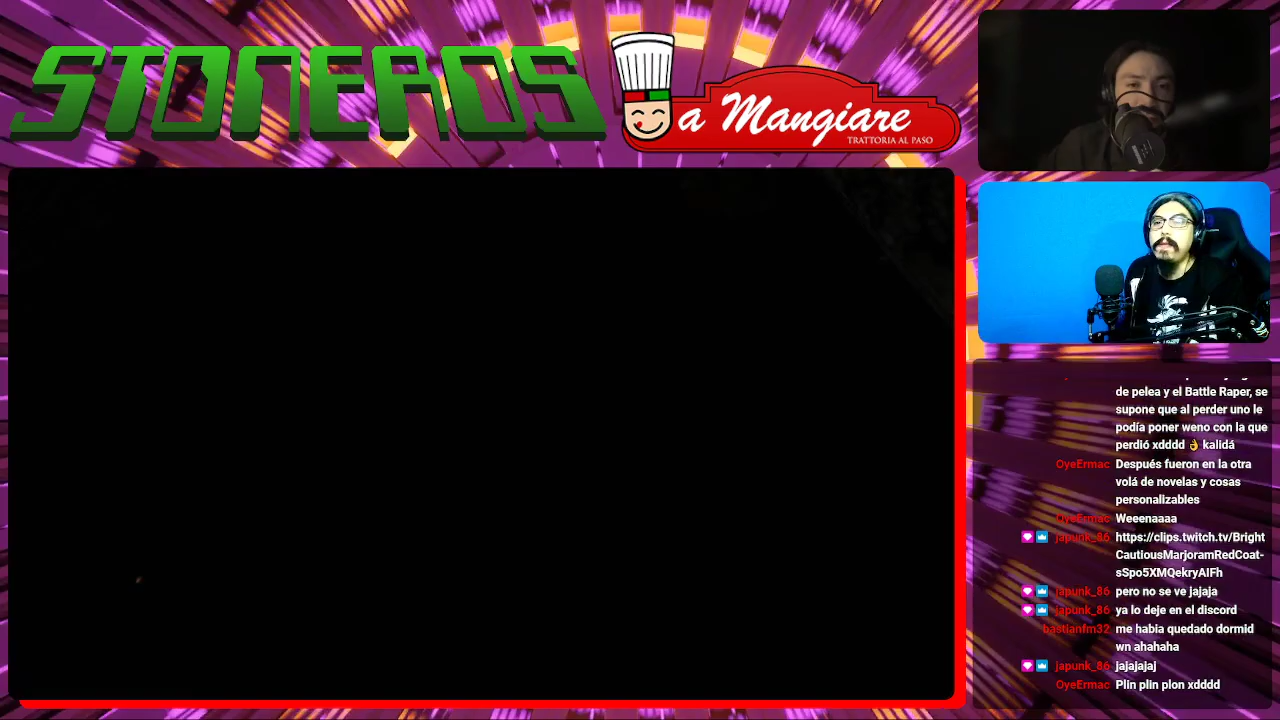 STONEROS
a Mangiare
TRATTORIA AL PASO
de pelea y el Battle Raper, se
supone que al perder uno le
podía poner weno con la que
perdió xdddd 👌 kalidá
OyeErmac Después fueron en la otra
volá de novelas y cosas
personalizables
OyeErmac Weeenaaaa
japunk_86 https://clips.twitch.tv/Bright
CautiousMarjoramRedCoat-
sSpo5XMQekryAIFh
japunk_86 pero no se ve jajaja
japunk_86 ya lo deje en el discord
bastianfm32 me habia quedado dormid
wn ahahaha
japunk_86 jajajajaj
OyeErmac Plin plin plon xdddd